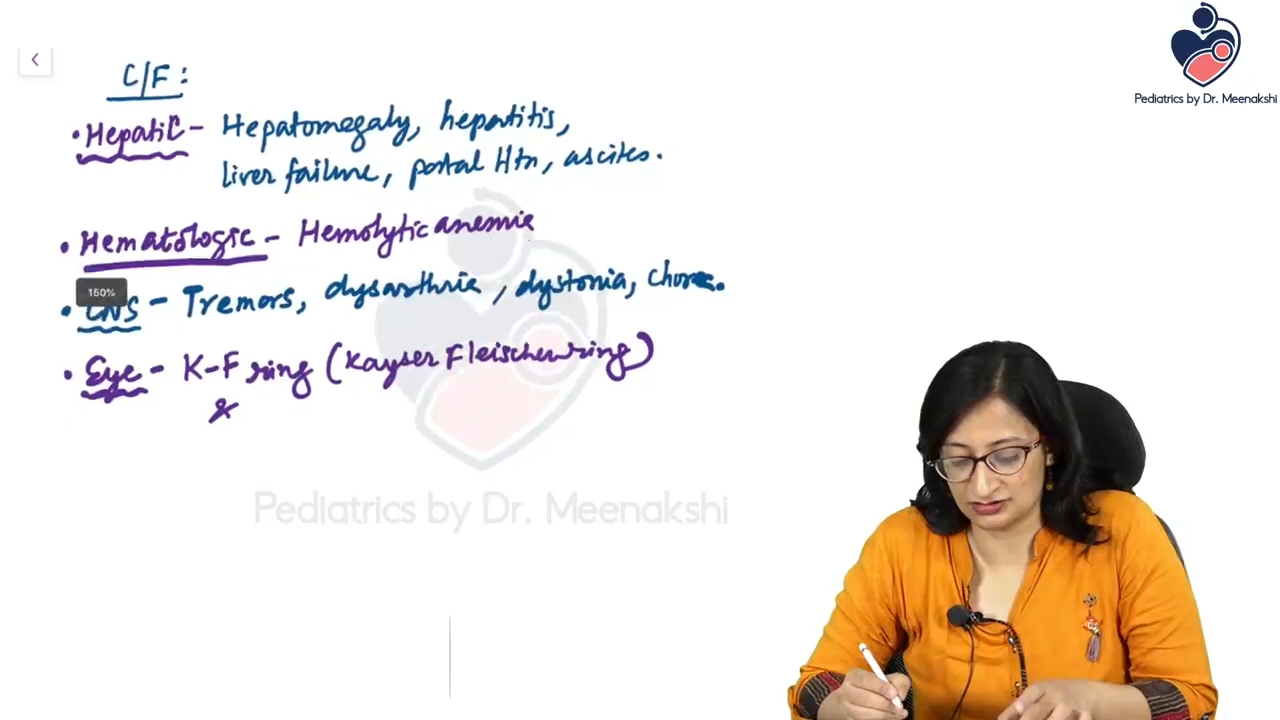 Pediatrics by Dr. Meenakshi
C/F:
• Hepatic - Hepatomegaly, hepatitis,
liver failure, portal Htn, ascites.
• Hematologic - Hemolytic anemia
150%
• CNS - Tremors, dysarthria, dystonia, chorea.
• Eye - K-F ring (Kayser Fleischer ring)
&
Pediatrics by Dr. Meenakshi